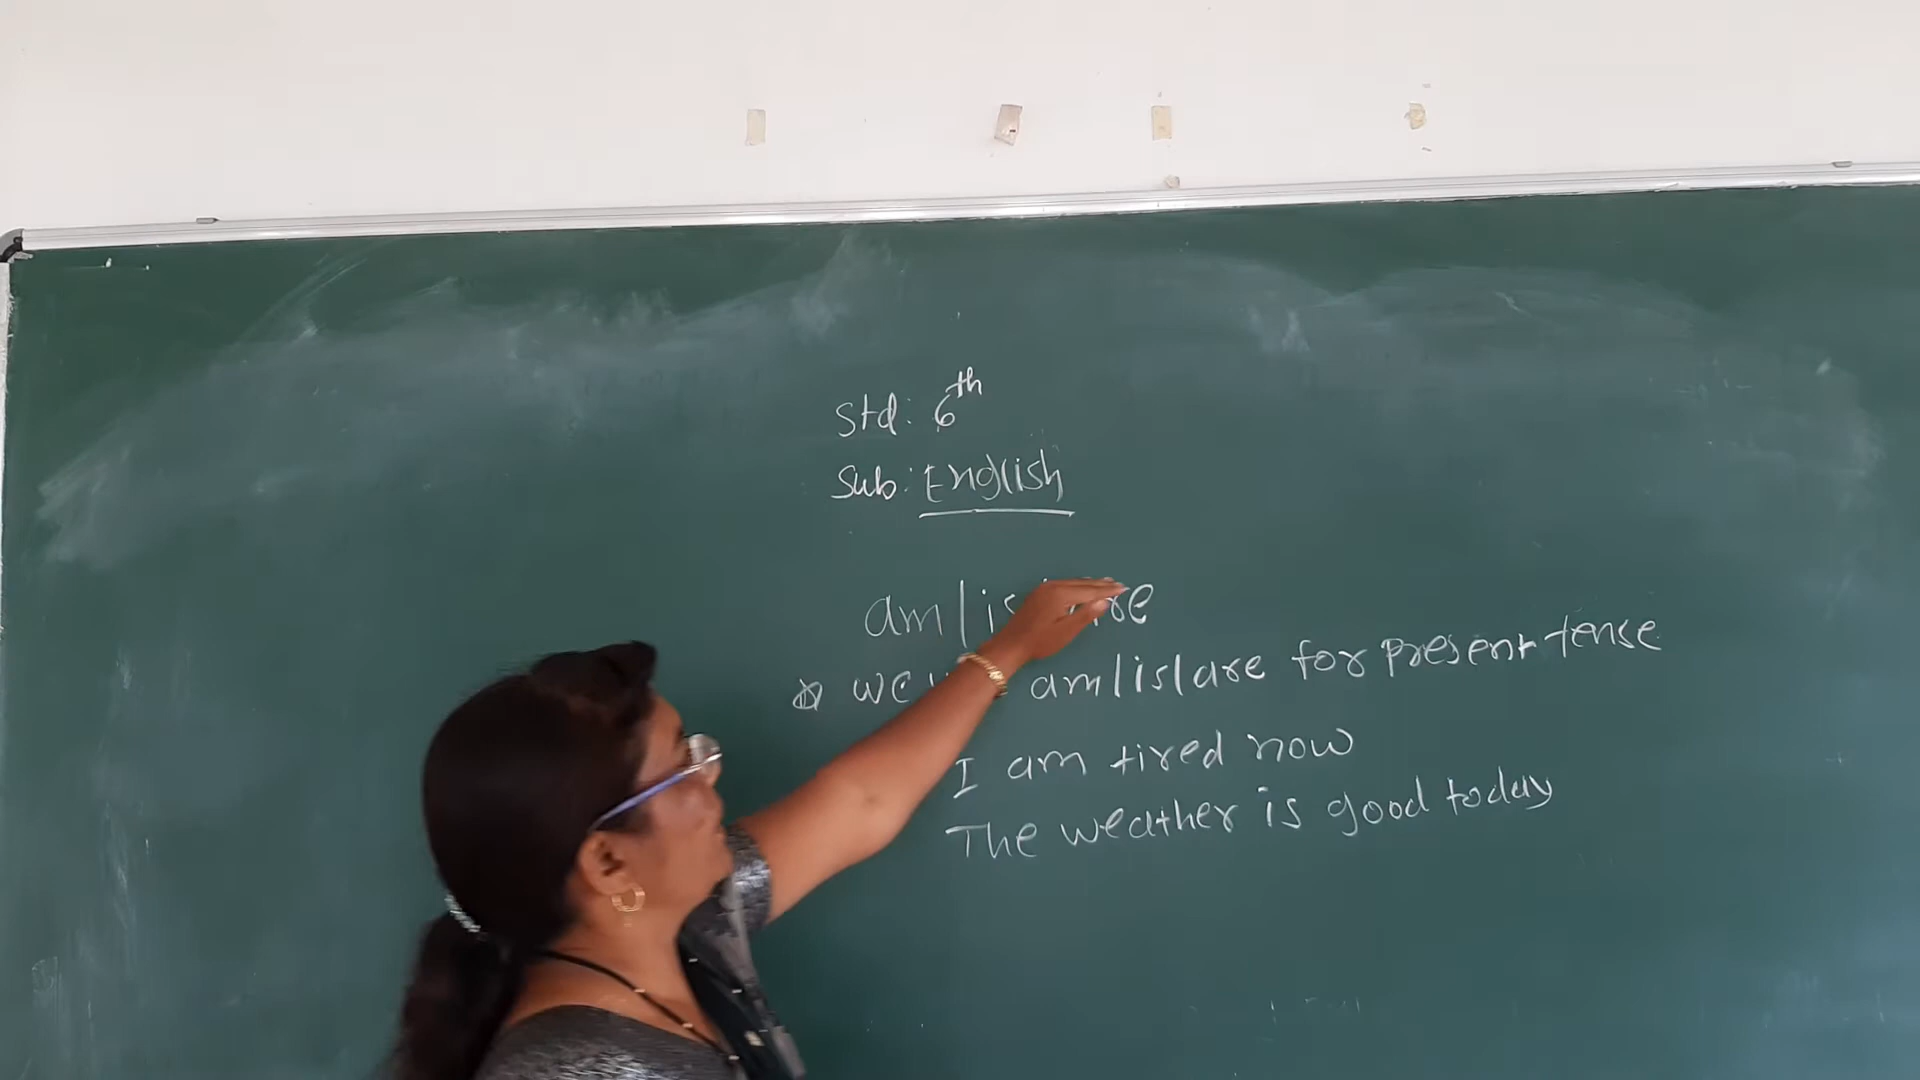 Std: 6th
Sub: English
am/is/are
☆ we am/is/are for present tense
I am tired now
The weather is good today